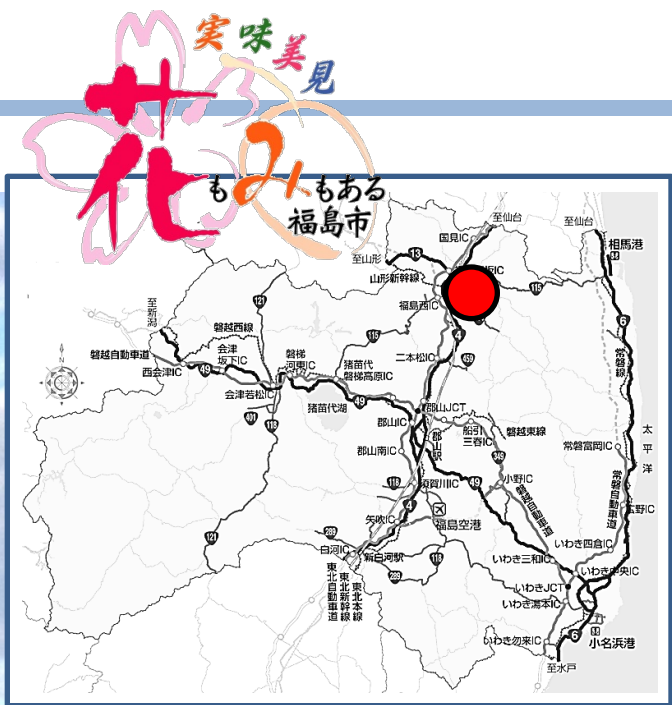 実味美見
花もみもある
福島市
至仙台
至仙台
国見IC
相馬港
至山形
13
山形新幹線
115
福島西IC
4
6
121
至新潟
磐越西線
115
常磐線
二本松IC
459
磐越自動車道
会津
坂下IC
磐梯
河東IC
猪苗代
磐梯高原IC
西会津IC
49
会津若松IC
猪苗代湖
49
郡山JCT
401
118
郡山IC
郡山駅
船引
三春IC
磐越東線
太平洋
郡山南IC
349
常磐富岡IC
118
須賀川IC
49
小野IC
磐越自動車道
常磐自動車道
矢吹IC
4
福島空港
広野IC
121
289
白河IC
新白河駅
118
289
いわき四倉IC
いわき三和IC
いわき中央IC
東北自動車道
東北新幹線
東北本線
いわきJCT
いわき湯本IC
いわき勿来IC
6
小名浜港
至水戸